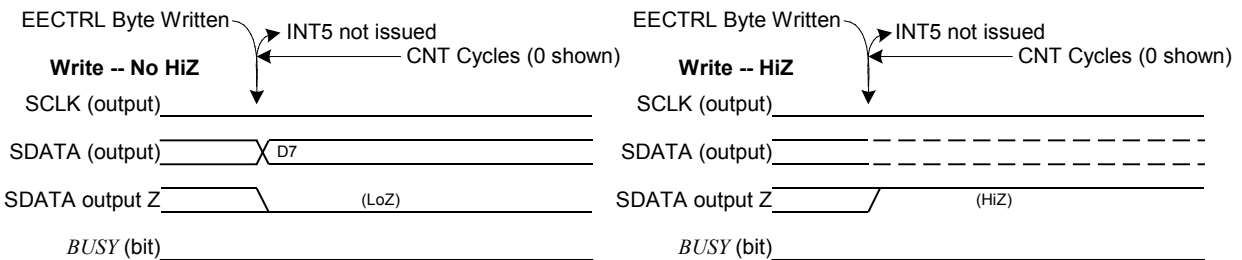 EECTRL Byte Written
INT5 not issued
CNT Cycles (0 shown)
Write -- No HiZ
SCLK (output)
SDATA (output)
D7
SDATA output Z
(LoZ)
BUSY (bit)
EECTRL Byte Written
INT5 not issued
CNT Cycles (0 shown)
Write -- HiZ
SCLK (output)
SDATA (output)
SDATA output Z
(HiZ)
BUSY (bit)